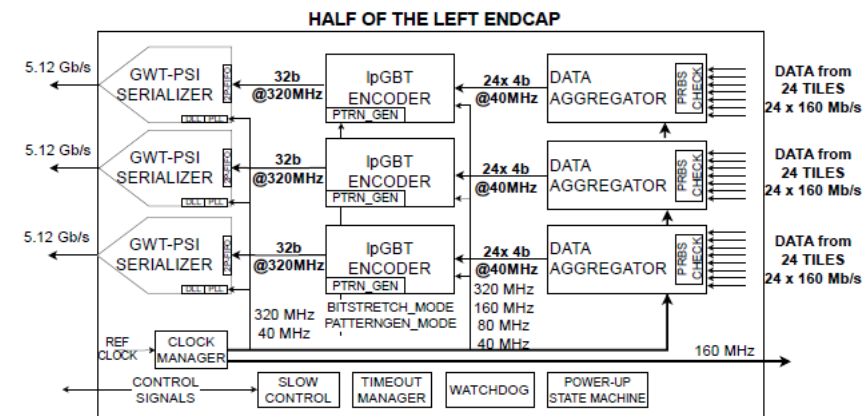 HALF OF THE LEFT ENDCAP
5.12 Gb/s
GWT-PSI
SERIALIZER
2P-FIFO
DLL PLL
32b
@320MHz
lpGBT
ENCODER
PTRN_GEN
24x 4b
@40MHz
DATA
AGGREGATOR
PRBS
CHECK
DATA from
24 TILES
24 x 160 Mb/s
5.12 Gb/s
GWT-PSI
SERIALIZER
2P-FIFO
DLL PLL
32b
@320MHz
lpGBT
ENCODER
PTRN_GEN
24x 4b
@40MHz
DATA
AGGREGATOR
PRBS
CHECK
DATA from
24 TILES
24 x 160 Mb/s
5.12 Gb/s
GWT-PSI
SERIALIZER
2P-FIFO
DLL PLL
32b
@320MHz
lpGBT
ENCODER
PTRN_GEN
24x 4b
@40MHz
DATA
AGGREGATOR
PRBS
CHECK
DATA from
24 TILES
24 x 160 Mb/s
320 MHz
40 MHz
BITSTRETCH_MODE
PATTERNGEN_MODE
320 MHz
160 MHz
80 MHz
40 MHz
REF
CLOCK
CLOCK
MANAGER
160 MHz
CONTROL
SIGNALS
SLOW
CONTROL
TIMEOUT
MANAGER
WATCHDOG
POWER-UP
STATE MACHINE